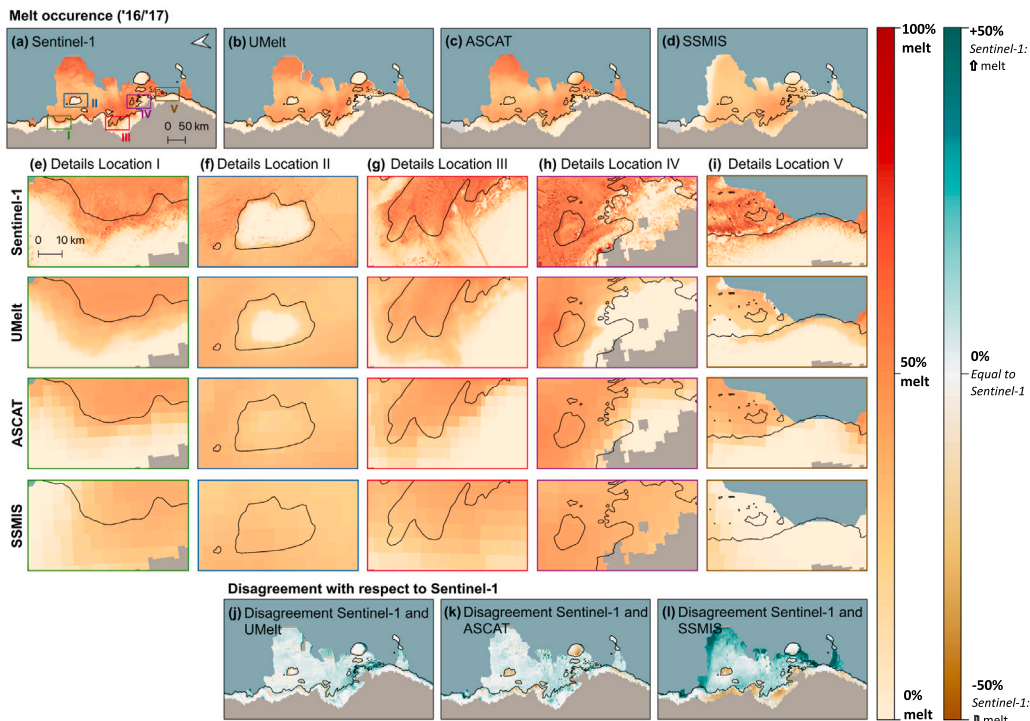 Melt occurence ('16/'17)
(a) Sentinel-1
(b) UMelt
(c) ASCAT
(d) SSMIS
II
IV
V
I
III
0 50 km
(e) Details Location I
(f) Details Location II
(g) Details Location III
(h) Details Location IV
(i) Details Location V
Sentinel-1
0 10 km
UMelt
ASCAT
SSMIS
Disagreement with respect to Sentinel-1
(j) Disagreement Sentinel-1 and
UMelt
(k) Disagreement Sentinel-1 and
ASCAT
(l) Disagreement Sentinel-1 and
SSMIS
100%
melt
50%
melt
0%
melt
+50%
Sentinel-1:
⇧ melt
0%
Equal to
Sentinel-1
-50%
Sentinel-1:
melt